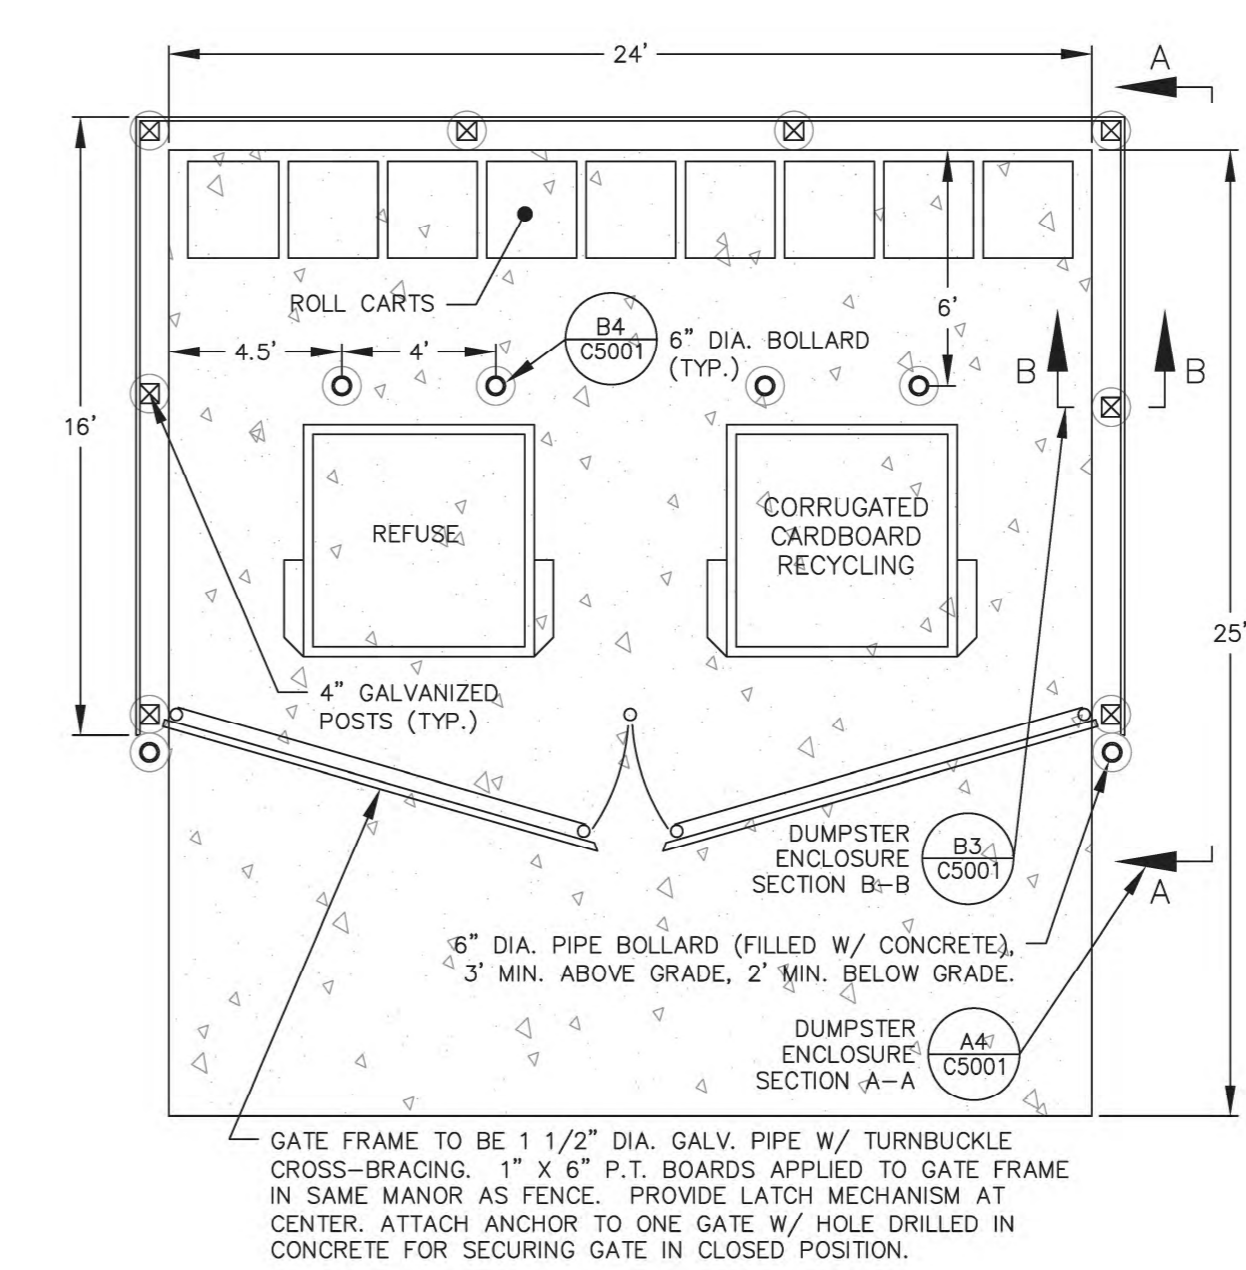 24'
A
16'
ROLL CARTS
6'
4.5'
4'
B4
C5001
6" DIA. BOLLARD
(TYP.)
B
B
REFUSE
CORRUGATED
CARDBOARD
RECYCLING
25'
4" GALVANIZED
POSTS (TYP.)
DUMPSTER
ENCLOSURE
SECTION B-B
B3
C5001
A
6" DIA. PIPE BOLLARD (FILLED W/ CONCRETE),
3' MIN. ABOVE GRADE, 2' MIN. BELOW GRADE.
DUMPSTER
ENCLOSURE
SECTION A-A
A4
C5001
GATE FRAME TO BE 1 1/2" DIA. GALV. PIPE W/ TURNBUCKLE
CROSS-BRACING. 1" X 6" P.T. BOARDS APPLIED TO GATE FRAME
IN SAME MANOR AS FENCE. PROVIDE LATCH MECHANISM AT
CENTER. ATTACH ANCHOR TO ONE GATE W/ HOLE DRILLED IN
CONCRETE FOR SECURING GATE IN CLOSED POSITION.